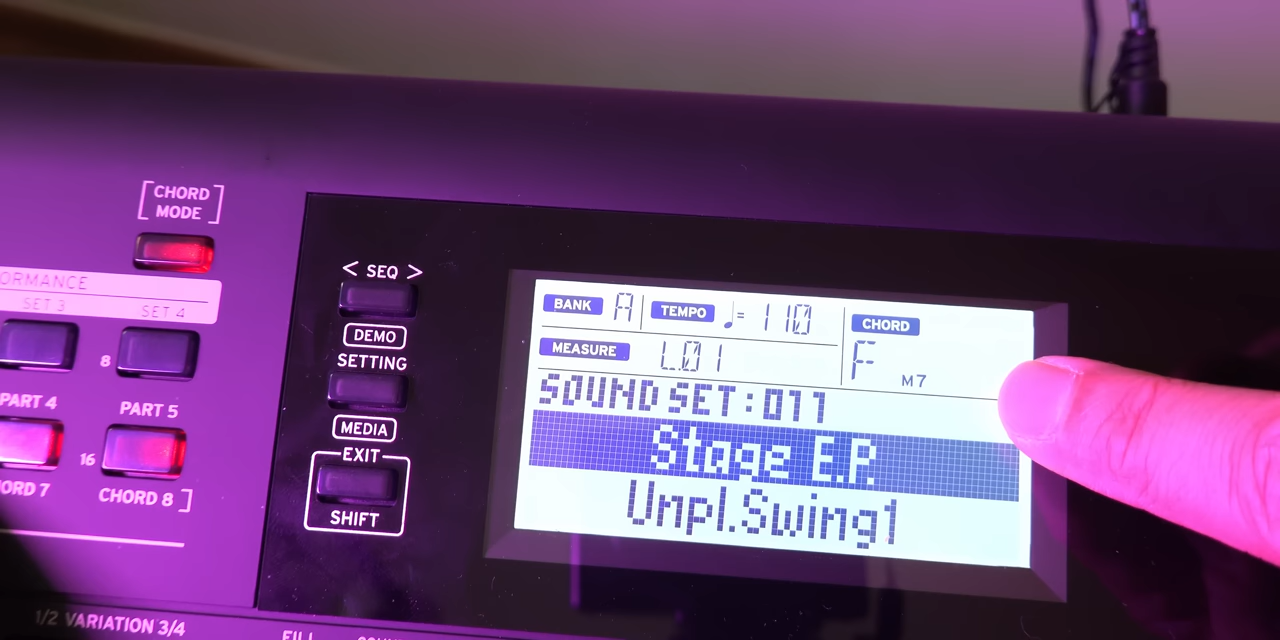 [CHORD MODE]
ORMANCE
SET 3
SET 4
8
PART 4
PART 5
16
ORD 7
CHORD 8]
1/2 VARIATION 3/4
FILL
< SEQ >
DEMO
SETTING
MEDIA
EXIT
SHIFT
BANK A
TEMPO ♩= 110
CHORD
MEASURE L.01
F M7
SOUND SET:011
Stage E.P.
Unpl.Swing1